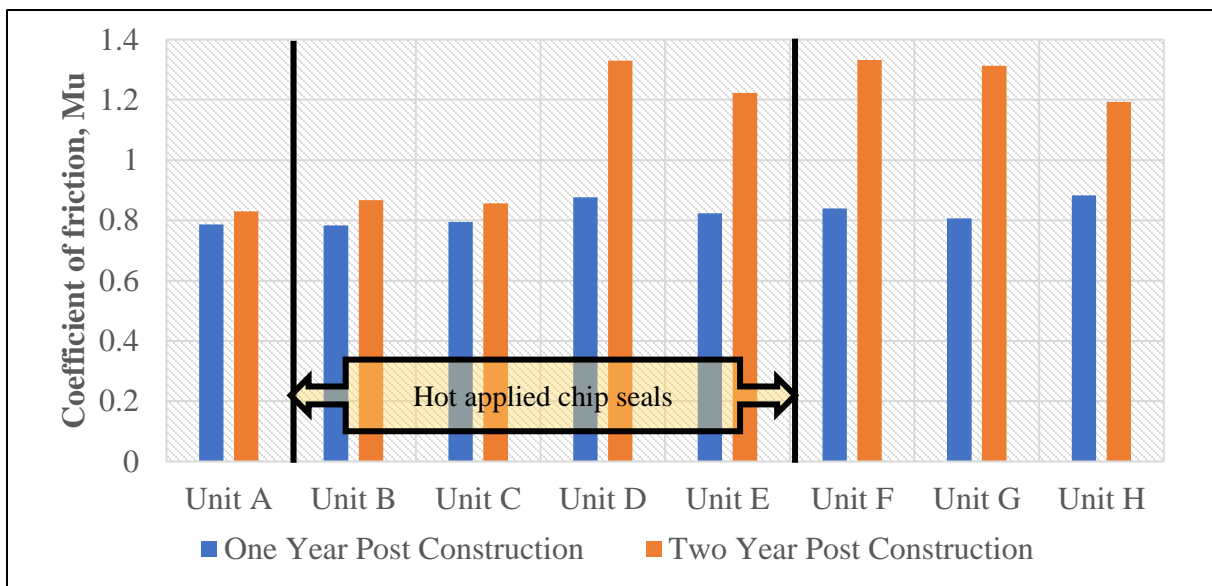 Coefficient of friction, Mu
1.4
1.2
1
0.8
0.6
0.4
0.2
0
Hot applied chip seals
Unit A Unit B Unit C Unit D Unit E Unit F Unit G Unit H
One Year Post Construction Two Year Post Construction